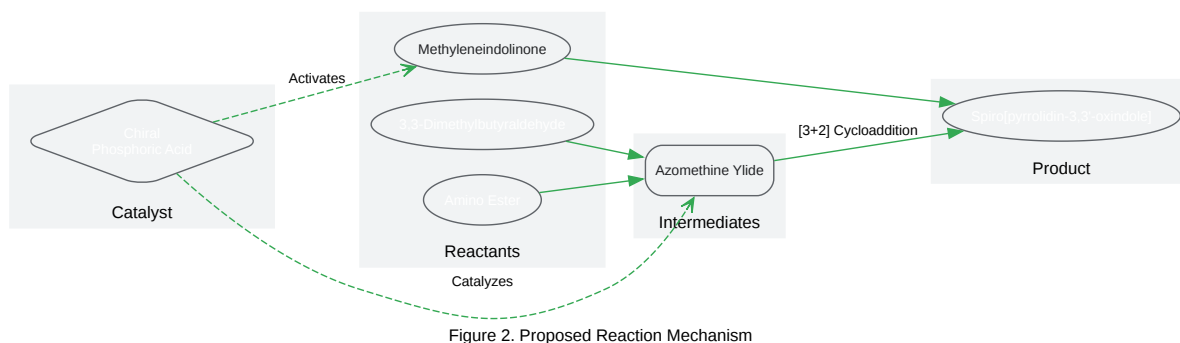 Methyleneindolinone
Activates
Chiral
Phosphoric Acid
3,3-Dimethylbutyraldehyde
[3+2] Cycloaddition
Spiro[pyrrolidin-3,3'-oxindole]
Azomethine Ylide
Product
Amino Ester
Catalyst
Intermediates
Reactants
Catalyzes
Figure 2. Proposed Reaction Mechanism